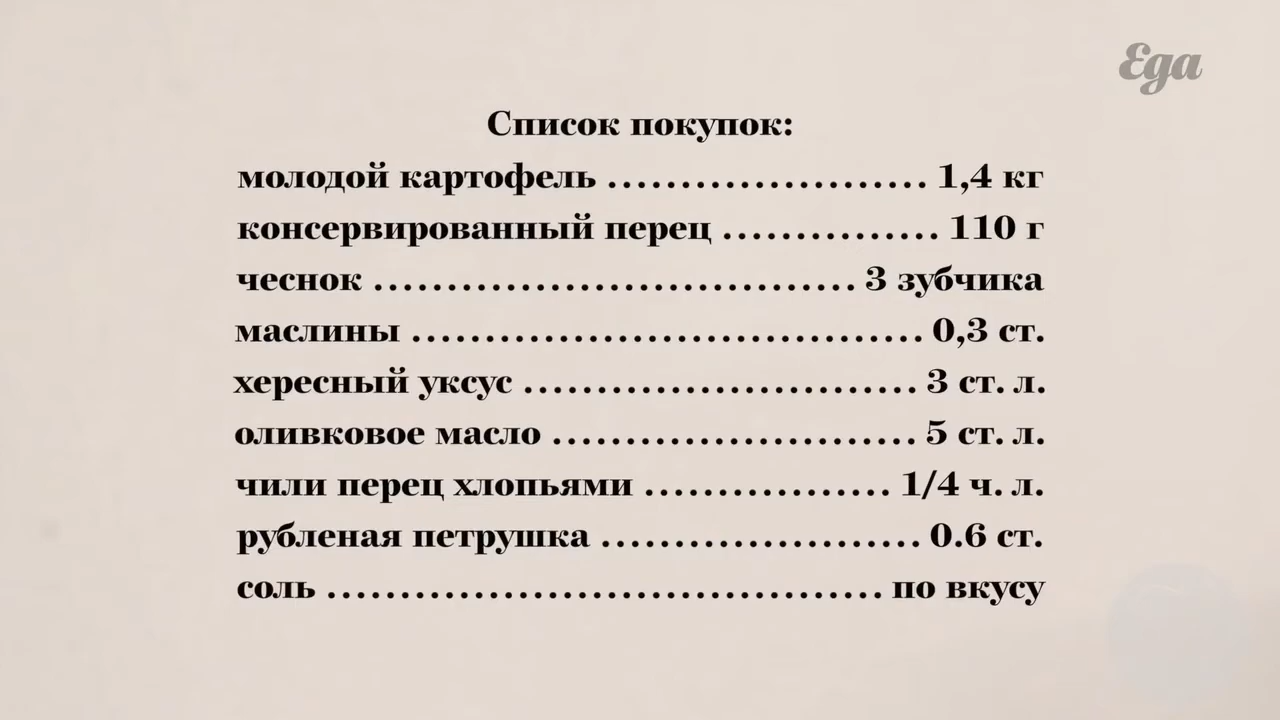 Еда
Список покупок:
молодой картофель ...................... 1,4 кг
консервированный перец ............... 110 г
чеснок ................................. 3 зубчика
маслины ................................... 0,3 ст.
хересный уксус ........................... 3 ст. л.
оливковое масло ......................... 5 ст. л.
чили перец хлопьями ................. 1/4 ч. л.
рубленая петрушка ...................... 0.6 ст.
соль ...................................... по вкусу